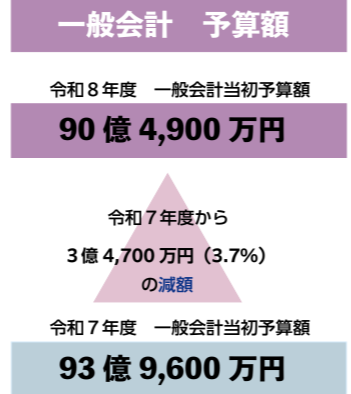 一般会計　予算額
令和８年度　一般会計当初予算額
90 億 4,900 万円
令和７年度から
３億 4,700 万円（3.7%）
の減額
令和７年度　一般会計当初予算額
93 億 9,600 万円